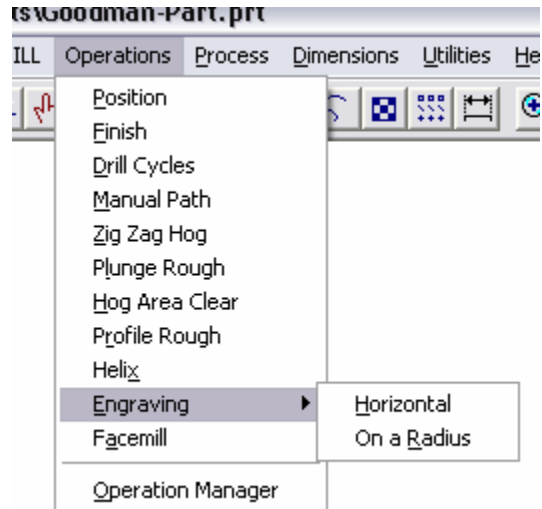 ts\Goodman-Part.prt
ILL Operations Process Dimensions Utilities He
Position
Finish
Drill Cycles
Manual Path
Zig Zag Hog
Plunge Rough
Hog Area Clear
Profile Rough
Helix
Engraving
Horizontal
Facemill
On a Radius
Operation Manager